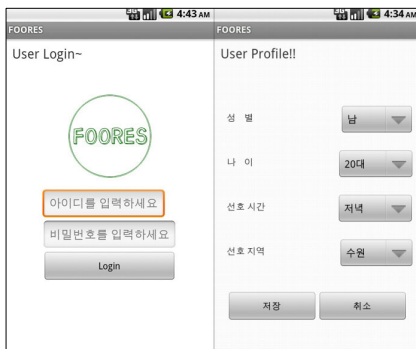 4:43 AM
FOORES
User Login~
FOORES
아이디를 입력하세요
비밀번호를 입력하세요
Login
4:34 AM
FOORES
User Profile!!
성 별 남
나 이 20대
선호 시간 저녁
선호 지역 수원
저장 취소